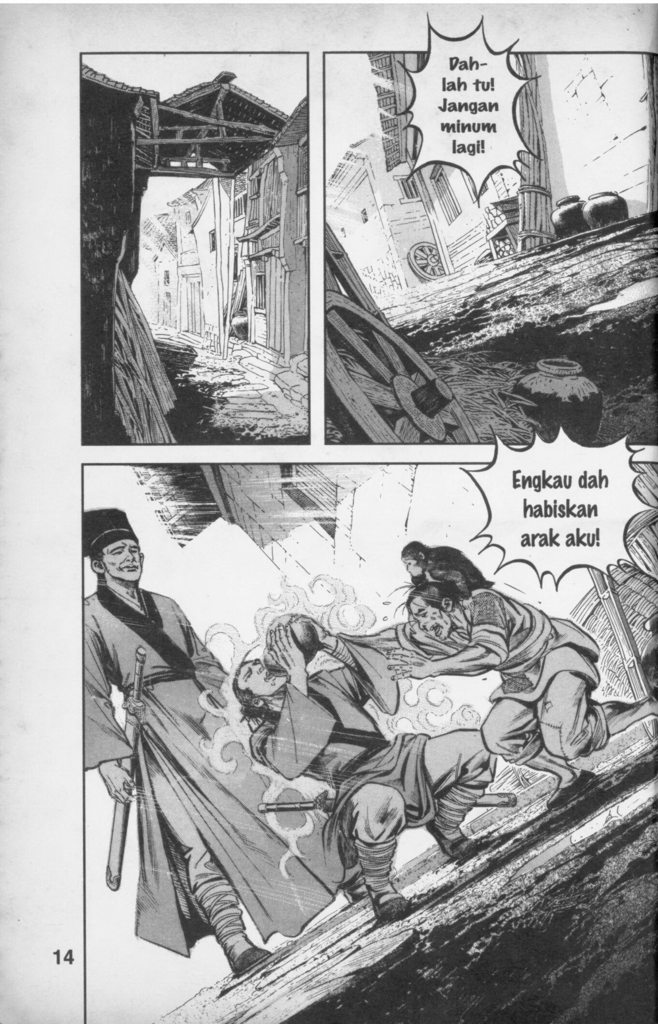 Dah-
lah tu!
Jangan
minum
lagi!
Engkau dah
habiskan
arak aku!
14